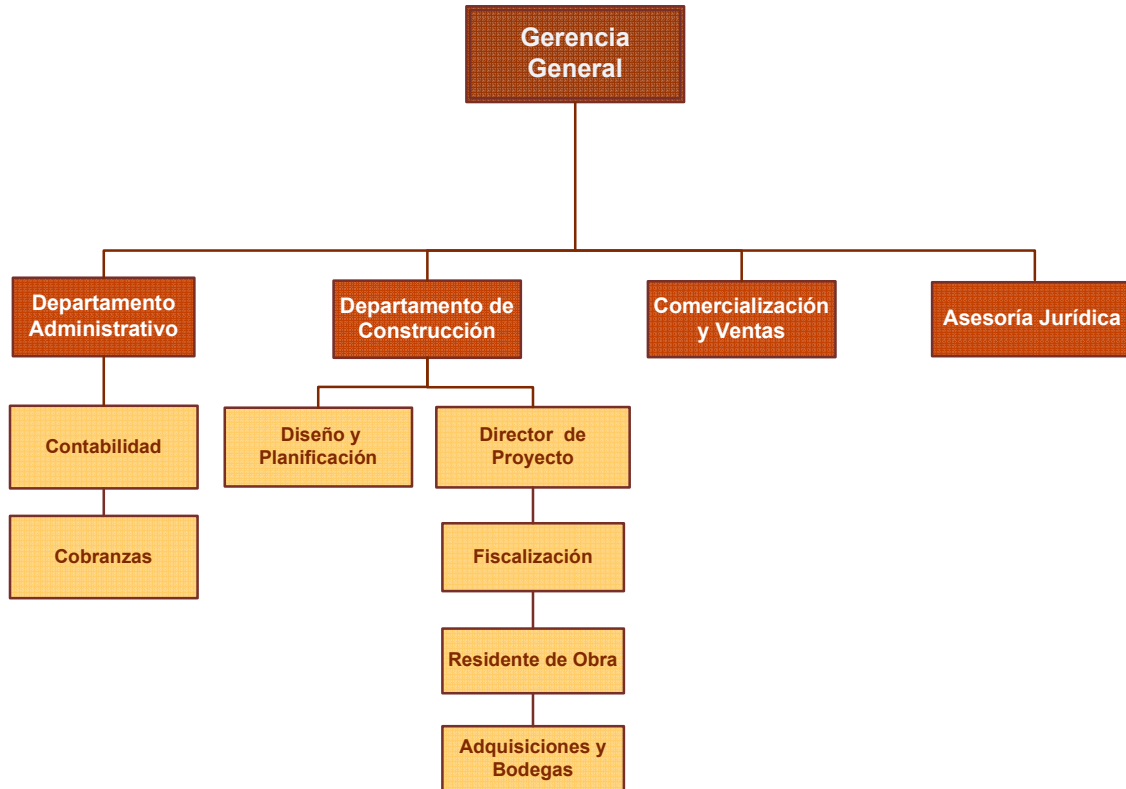 Gerencia
General
Departamento
Administrativo
Departamento de
Construcción
Comercialización
y Ventas
Asesoría Jurídica
Contabilidad
Diseño y
Planificación
Director de
Proyecto
Cobranzas
Fiscalización
Residente de Obra
Adquisiciones y
Bodegas